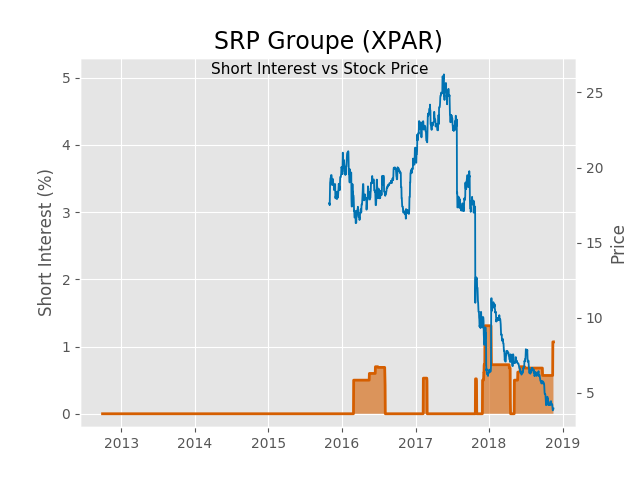 SRP Groupe (XPAR)
Short Interest vs Stock Price
Short Interest (%)
5
4
3
2
1
0
25
20
15
10
5
Price
2013 2014 2015 2016 2017 2018 2019